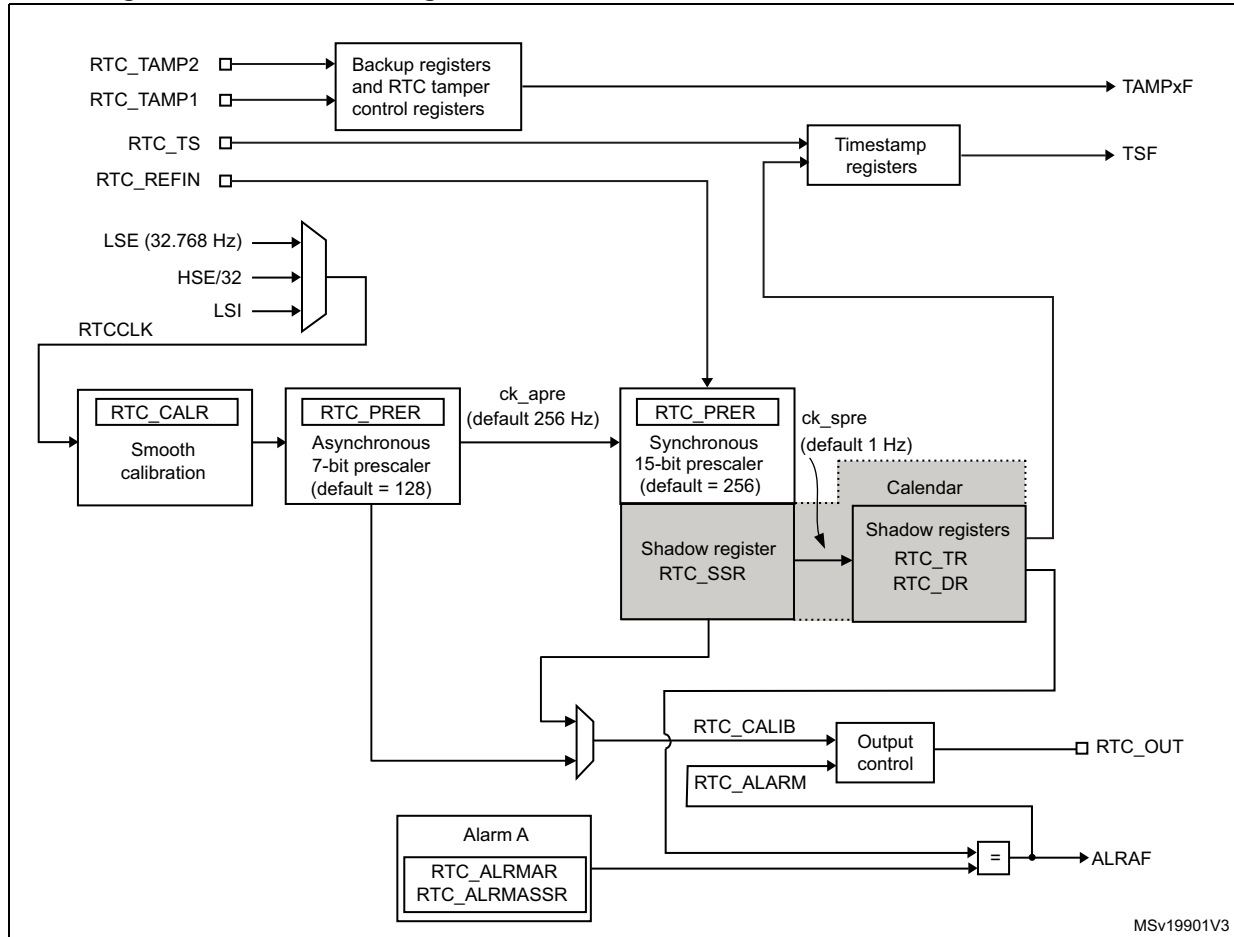 RTC_TAMP2
RTC_TAMP1
RTC_TS
RTC_REFIN
Backup registers
and RTC tamper
control registers
TAMPxF
Timestamp
registers
TSF
LSE (32.768 Hz)
HSE/32
LSI
RTCCLK
RTC_CALR
Smooth
calibration
RTC_PRER
Asynchronous
7-bit prescaler
(default = 128)
ck_apre
(default 256 Hz)
RTC_PRER
Synchronous
15-bit prescaler
(default = 256)
ck_spre
(default 1 Hz)
Calendar
Shadow register
RTC_SSR
Shadow registers
RTC_TR
RTC_DR
RTC_CALIB
Output
control
RTC_OUT
RTC_ALARM
Alarm A
RTC_ALRMAR
RTC_ALRMASSR
=
ALRAF
MSv19901V3